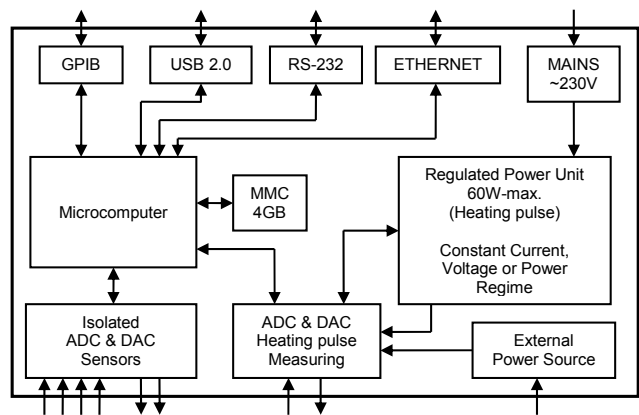 GPIB
USB 2.0
RS-232
ETHERNET
MAINS
~230V
Microcomputer
MMC
4GB
Regulated Power Unit
60W-max.
(Heating pulse)
Constant Current,
Voltage or Power
Regime
Isolated
ADC & DAC
Sensors
ADC & DAC
Heating pulse
Measuring
External
Power Source